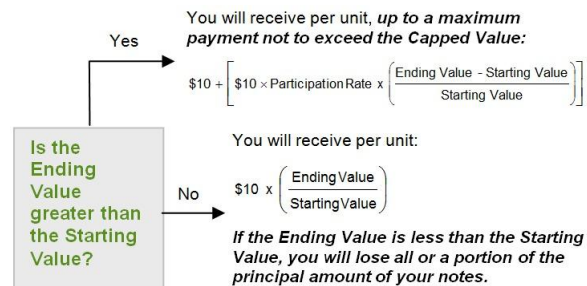 You will receive per unit, up to a maximum
payment not to exceed the Capped Value:
Yes
$10 + [ $10 × Participation Rate x ( Ending Value - Starting Value / Starting Value ) ]
Is the
Ending
Value
greater than
the Starting
Value?
No
You will receive per unit:
$10 x ( Ending Value / Starting Value )
If the Ending Value is less than the Starting
Value, you will lose all or a portion of the
principal amount of your notes.